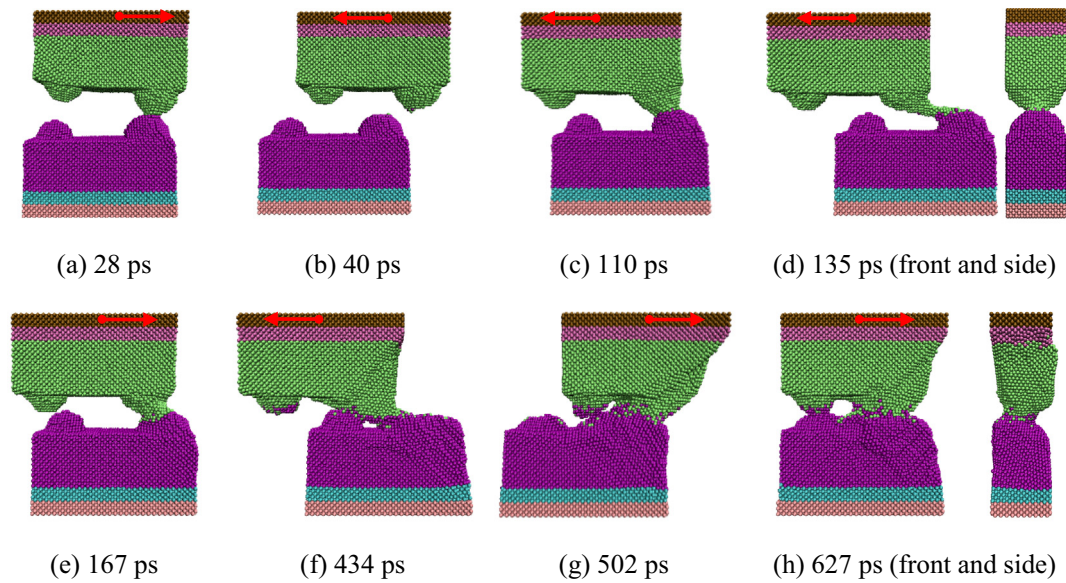 (a) 28 ps (b) 40 ps (c) 110 ps (d) 135 ps (front and side)
(e) 167 ps (f) 434 ps (g) 502 ps (h) 627 ps (front and side)